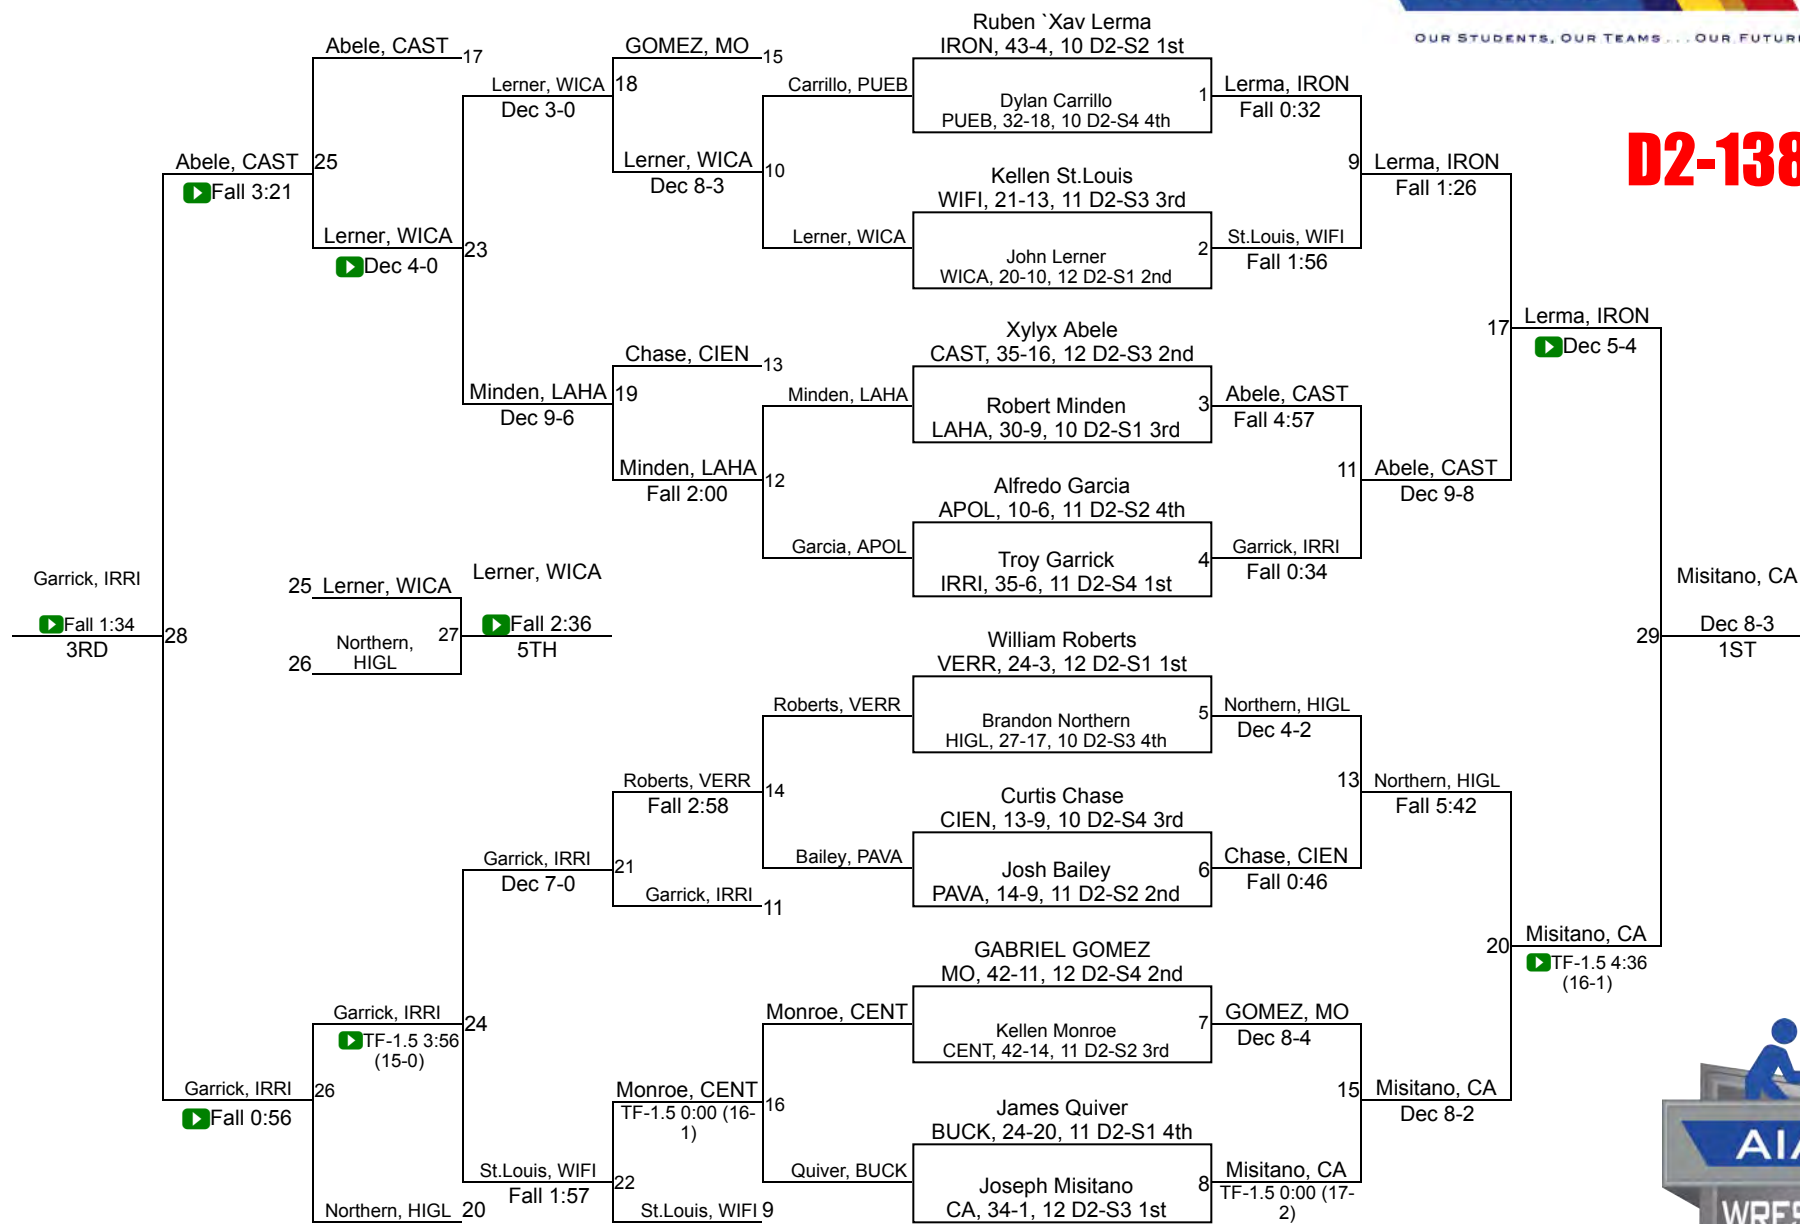 OUR STUDENTS, OUR TEAMS . . . OUR FUTURE
D2-138
Abele, CAST
17
GOMEZ, MO
15
Ruben `Xav Lerma
IRON, 43-4, 10 D2-S2 1st
Lerner, WICA
18
Dec 3-0
Carrillo, PUEB
Dylan Carrillo
PUEB, 32-18, 10 D2-S4 4th
1
Lerma, IRON
Fall 0:32
Abele, CAST
25
Fall 3:21
Lerner, WICA
10
Dec 8-3
Kellen St.Louis
WIFI, 21-13, 11 D2-S3 3rd
9
Lerma, IRON
Fall 1:26
Lerner, WICA
23
Dec 4-0
Lerner, WICA
John Lerner
WICA, 20-10, 12 D2-S1 2nd
2
St.Louis, WIFI
Fall 1:56
Xylyx Abele
CAST, 35-16, 12 D2-S3 2nd
17
Lerma, IRON
Dec 5-4
Chase, CIEN
13
Minden, LAHA
19
Dec 9-6
Minden, LAHA
Robert Minden
LAHA, 30-9, 10 D2-S1 3rd
3
Abele, CAST
Fall 4:57
Minden, LAHA
12
Fall 2:00
Alfredo Garcia
APOL, 10-6, 11 D2-S2 4th
11
Abele, CAST
Dec 9-8
Garcia, APOL
Troy Garrick
IRRI, 35-6, 11 D2-S4 1st
4
Garrick, IRRI
Fall 0:34
Garrick, IRRI
Fall 1:34
3RD
28
25
Lerner, WICA
Lerner, WICA
27
Fall 2:36
5TH
26
Northern,
HIGL
William Roberts
VERR, 24-3, 12 D2-S1 1st
29
Misitano, CA
Dec 8-3
1ST
Roberts, VERR
Brandon Northern
HIGL, 27-17, 10 D2-S3 4th
5
Northern, HIGL
Dec 4-2
Roberts, VERR
14
Fall 2:58
Curtis Chase
CIEN, 13-9, 10 D2-S4 3rd
13
Northern, HIGL
Fall 5:42
Garrick, IRRI
21
Dec 7-0
Bailey, PAVA
Josh Bailey
PAVA, 14-9, 11 D2-S2 2nd
6
Chase, CIEN
Fall 0:46
Garrick, IRRI
11
GABRIEL GOMEZ
MO, 42-11, 12 D2-S4 2nd
20
Misitano, CA
TF-1.5 4:36
(16-1)
Garrick, IRRI
24
TF-1.5 3:56
(15-0)
Monroe, CENT
Kellen Monroe
CENT, 42-14, 11 D2-S2 3rd
7
GOMEZ, MO
Dec 8-4
Garrick, IRRI
26
Fall 0:56
Monroe, CENT
16
TF-1.5 0:00 (16-
1)
James Quiver
BUCK, 24-20, 11 D2-S1 4th
15
Misitano, CA
Dec 8-2
St.Louis, WIFI
22
Fall 1:57
Quiver, BUCK
Joseph Misitano
CA, 34-1, 12 D2-S3 1st
8
Misitano, CA
TF-1.5 0:00 (17-
2)
Northern, HIGL
20
St.Louis, WIFI
9
AIA